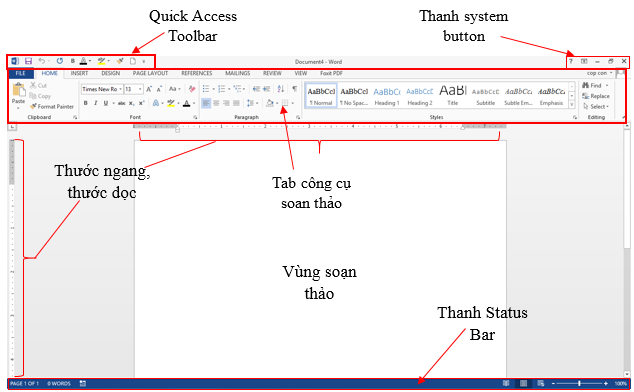 Quick Access
Toolbar
Thanh system
button
Document4 - Word
FILE HOME INSERT DESIGN PAGE LAYOUT REFERENCES MAILINGS REVIEW VIEW Foxit PDF
cop con
Paste
Cut
Copy
Format Painter
Clipboard
Times New Ro 13
Font
Paragraph
AaBbCcI AaBbCcI AaBbCc AaBbCcC AaBI AaBbCcC AaBbCcL AaBbCcL
¶ Normal ¶ No Spac... Heading 1 Heading 2 Title Subtitle Subtle Em... Emphasis
Styles
Find
Replace
Select
Editing
Thước ngang,
thước dọc
Tab công cụ
soan thảo
Vùng soạn
thảo
Thanh Status
Bar
PAGE 1 OF 1 0 WORDS
100%